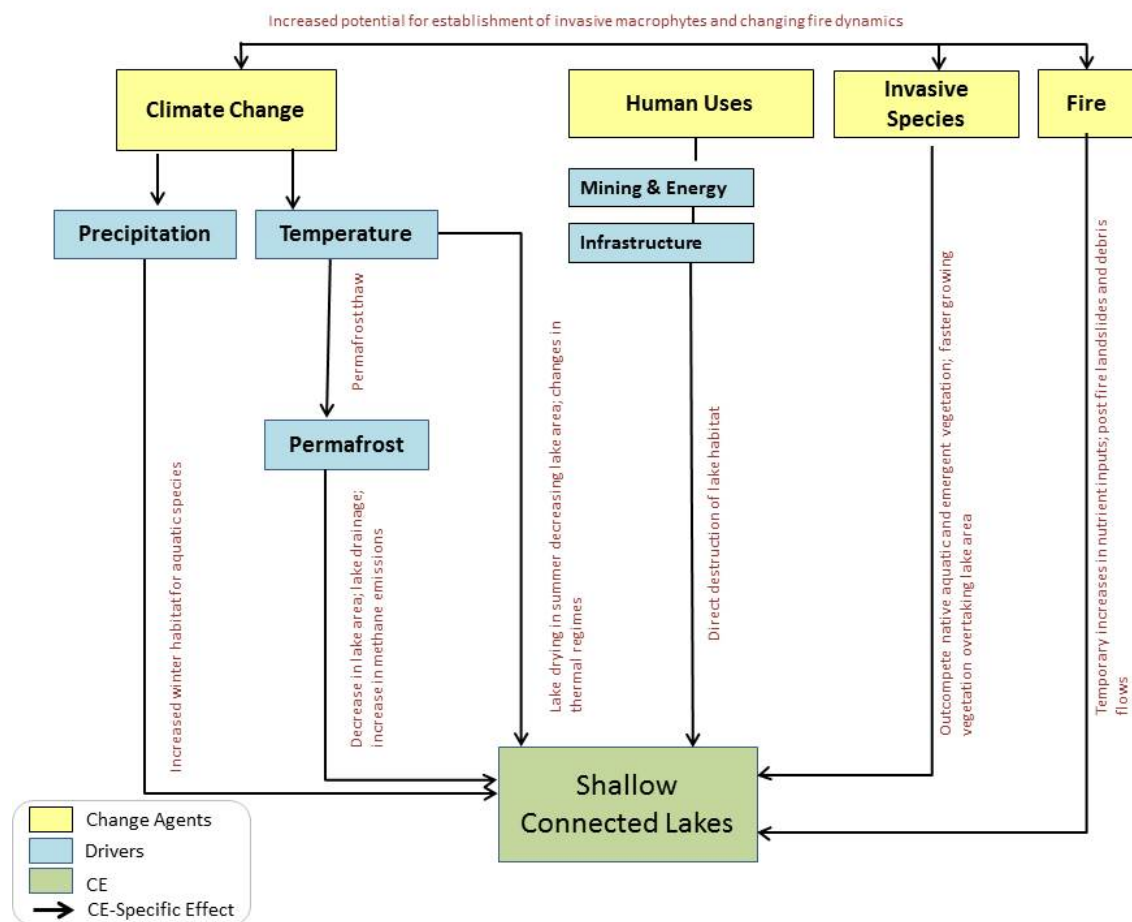 Increased potential for establishment of invasive macrophytes and changing fire dynamics
Climate Change
Human Uses
Invasive
Species
Fire
Mining & Energy
Precipitation
Temperature
Infrastructure
Permafrost thaw
Permafrost
Increased winter habitat for aquatic species
Decrease in lake area; lake drainage;
increase in methane emissions
Lake drying in summer decreasing lake area; changes in
thermal regimes
Direct destruction of lake habitat
Outcompete native aquatic and emergent vegetation; faster growing
vegetation overtaking lake area
Temporary increases in nutrient inputs; post fire landslides and debris
flows
Shallow
Connected Lakes
Change Agents
Drivers
CE
CE-Specific Effect